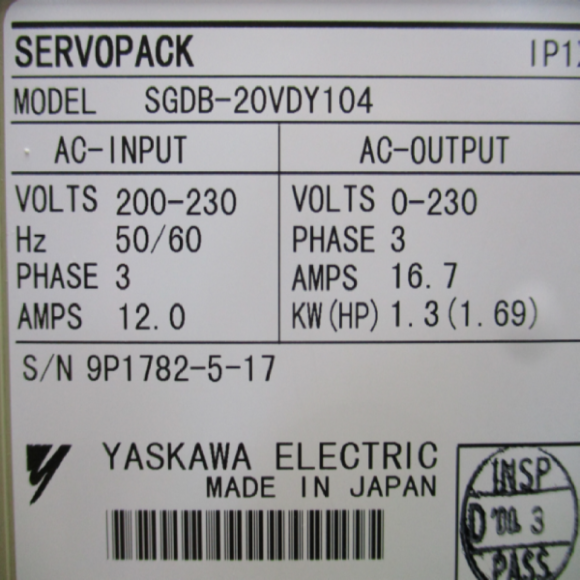 SERVOPACK IP1X
MODEL SGDB-20VDY104
AC-INPUT AC-OUTPUT
VOLTS 200-230 VOLTS 0-230
Hz 50/60 PHASE 3
PHASE 3 AMPS 16.7
AMPS 12.0 KW(HP) 1.3(1.69)
S/N 9P1782-5-17
YASKAWA ELECTRIC
MADE IN JAPAN
INSP
PASS